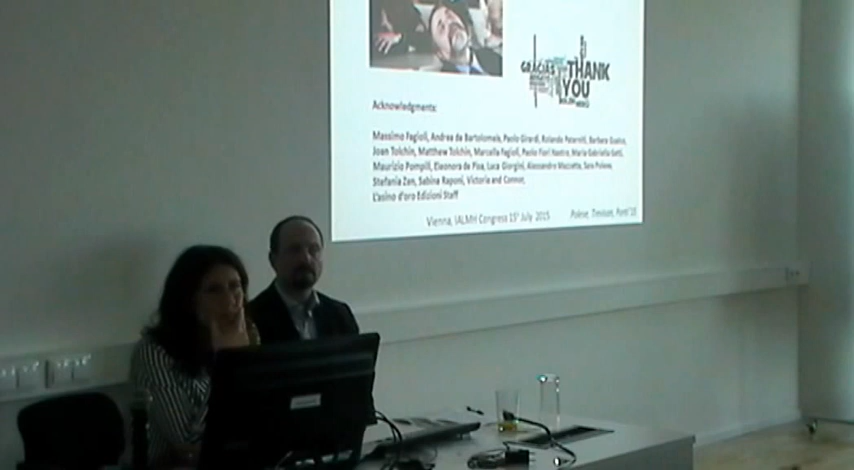 GRACIAS
THANK
YOU
Acknowledgments:
Massimo Fagioli, Andrea de Bartolomeis, Paolo Girardi, Rolando Paterniti, Barbara
Joan Tolchin, Matthew Tolchin, Marcella Fagioli, Paolo Fiori Nastro, Maria Gabriella Gatti,
Maurizio Pompili, Eleonora de Pisa, Luca Giorgini, Alessandro Mazzetta, Sara
Stefania Zen, Sabina Raponi, Victoria and Connor,
L'asino d'oro Edizioni Staff
Vienna, IALMH Congress 15th July 2015